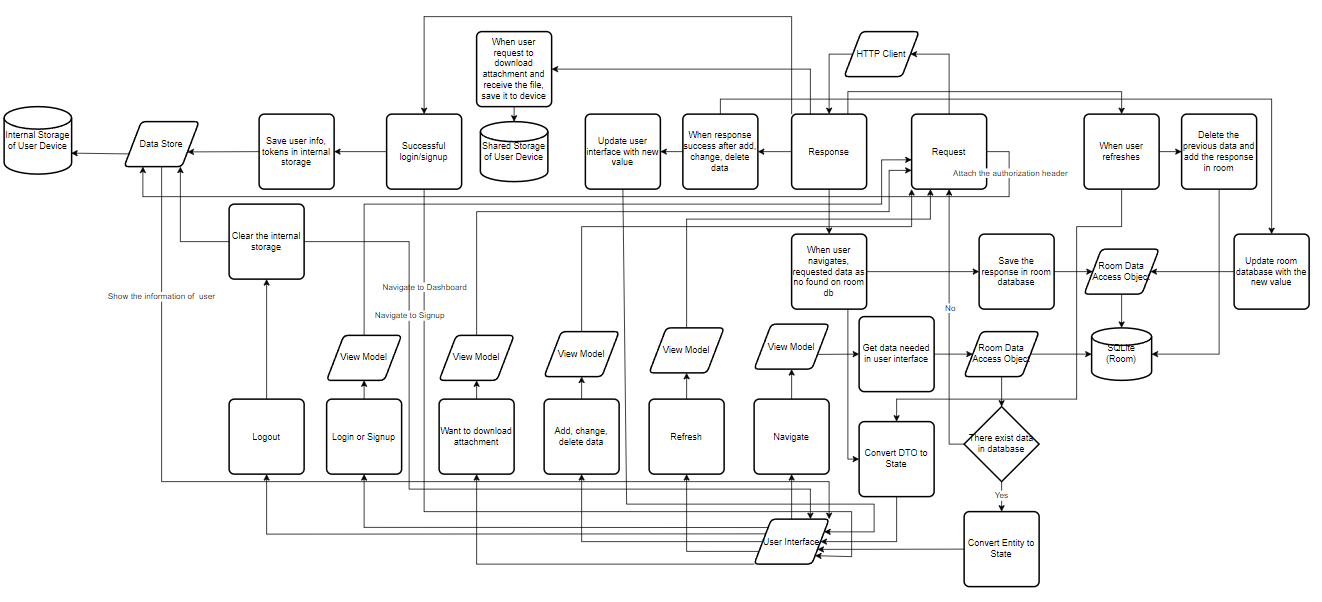 When user
request to
download
attachment and
receive the file,
save it to device
HTTP Client
Internal Storage
of User Device
Data Store
Save user info,
tokens in internal
storage
Successful
login/signup
Shared Storage
of User Device
Update user
interface with new
value
When response
success after add,
change, delete
data
Response
Request
Attach the authorization header
When user
refreshes
Delete the
previous data and
add the response
in room
Clear the internal
storage
When user
navigates,
requested data as
no found on room
db
Save the
response in room
database
Room Data
Access Object
Update room
database with the
new value
Show the information of user
Navigate to Dashboard
Navigate to Signup
No
View Model
View Model
View Model
View Model
View Model
Get data needed
in user interface
Room Data
Access Object
SQLite
(Room)
Logout
Login or Signup
Want to download
attachment
Add, change,
delete data
Refresh
Navigate
Convert DTO to
State
There exist data
in database
Yes
User Interface
Convert Entity to
State